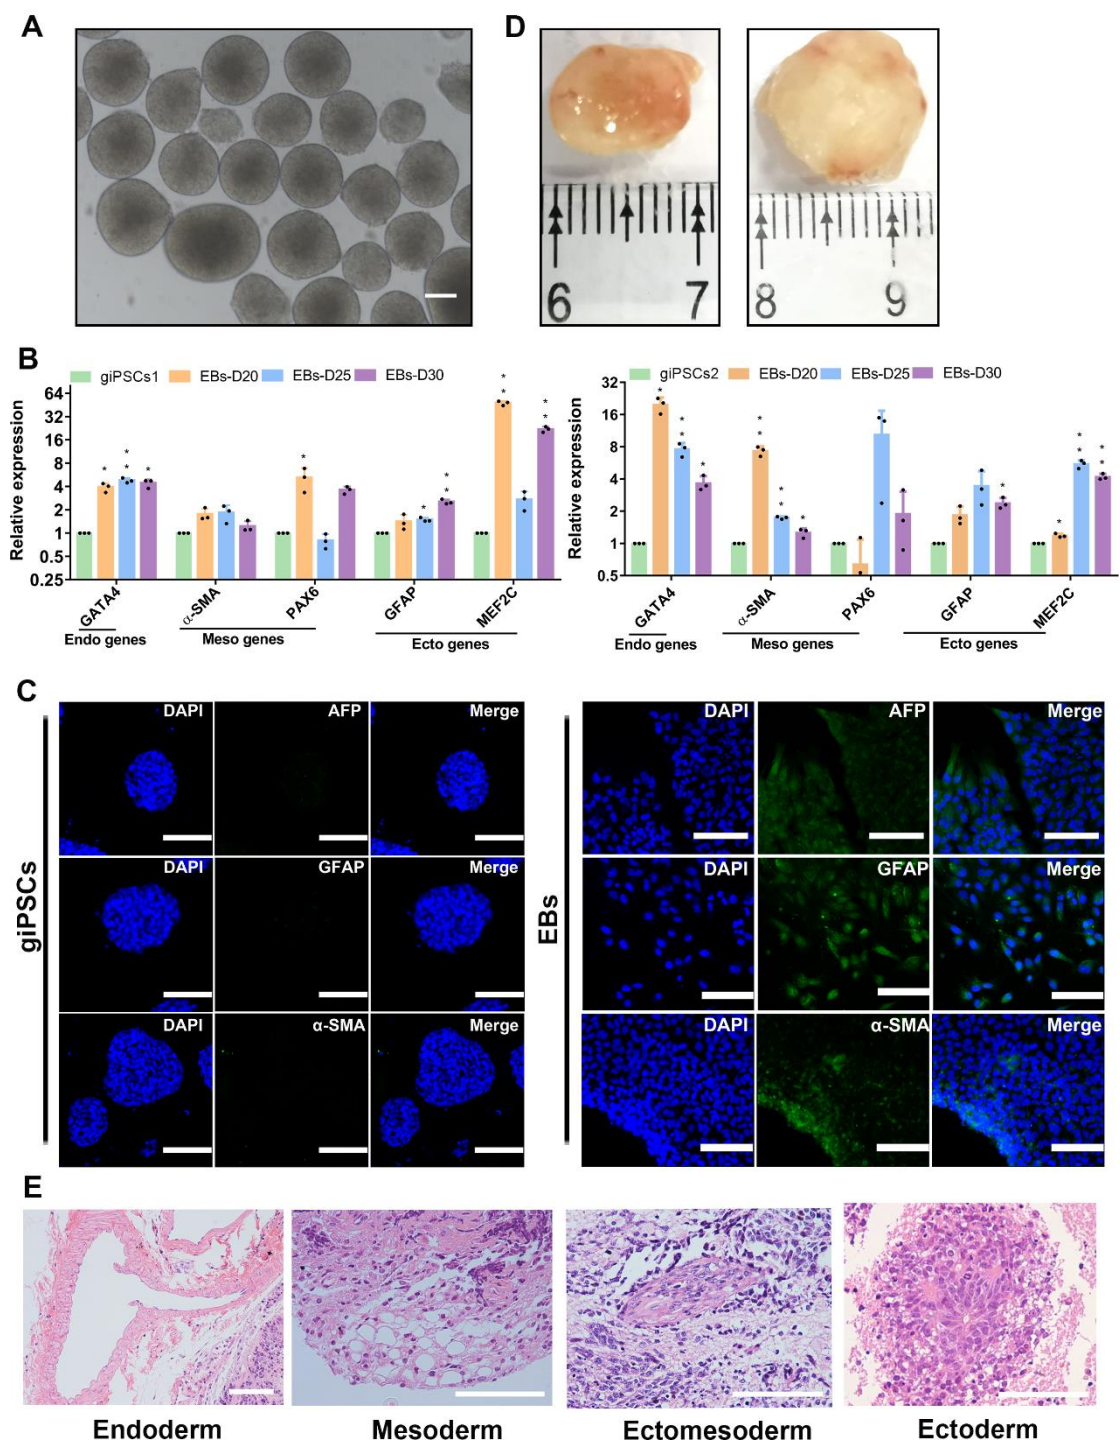 A
D
6 7
8 9
B
giPSCs1 EBs-D20 EBs-D25 EBs-D30
Relative expression
64
32
16
8
4
2
1
0.5
0.25
* * * * * * * * * * * * *
GATA4 α-SMA PAX6 GFAP MEF2C
Endo genes Meso genes Ecto genes
giPSCs2 EBs-D20 EBs-D25 EBs-D30
Relative expression
32
16
8
4
2
1
0.5
* * * * * * * * * * * * * *
GATA4 α-SMA PAX6 GFAP MEF2C
Endo genes Meso genes Ecto genes
C
giPSCs
DAPI AFP Merge
DAPI GFAP Merge
DAPI α-SMA Merge
EBs
DAPI AFP Merge
DAPI GFAP Merge
DAPI α-SMA Merge
E
Endoderm Mesoderm Ectomesoderm Ectoderm